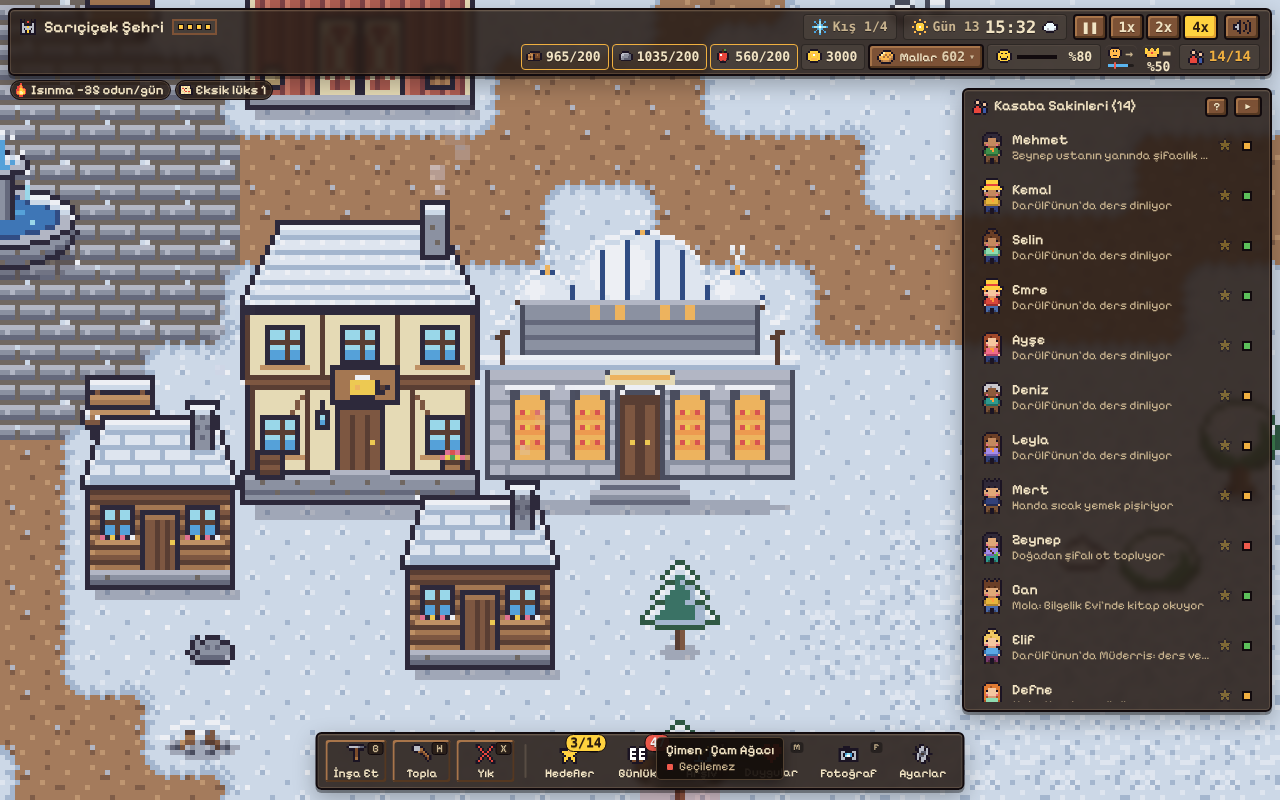 Sarıçiçek Şehri
Kış 1/4
Gün 13 15:32
1x
2x
4x
965/200
1035/200
560/200
3000
Mallar 602
%80
%50
14/14
Isınma -38 odun/gün
Eksik lüks 1
Kasaba Sakinleri (14)
?
Mehmet
Zeynep ustanın yanında şifacılık ...
Kemal
Darülfünun'da ders dinliyor
Selin
Darülfünun'da ders dinliyor
Emre
Darülfünun'da ders dinliyor
Ayşe
Darülfünun'da ders dinliyor
Deniz
Darülfünun'da ders dinliyor
Leyla
Darülfünun'da ders dinliyor
Mert
Handa sıcak yemek pişiriyor
Zeynep
Doğadan şifalı ot topluyor
Can
Mola: Bilgelik Evi'nde kitap okuyor
Elif
Darülfünun'da Müderris: ders ve...
Defne
G
İnşa Et
H
Topla
X
Yık
3/14
Hedefler
4
Günlük
Çimen · Çam Ağacı
Geçilemez
M
F
Fotoğraf
Ayarlar